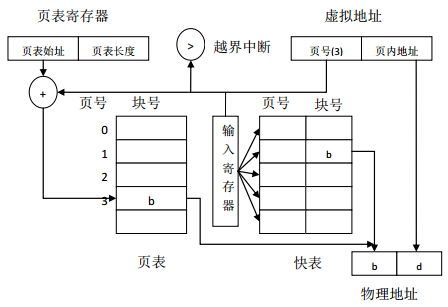 页表寄存器
虚拟地址
页表始址 页表长度
>
越界中断
页号(3) 页内地址
+
页号 块号
页号 块号
0
1
2
3
b
输入寄存器
b
页表
快表
b d
物理地址